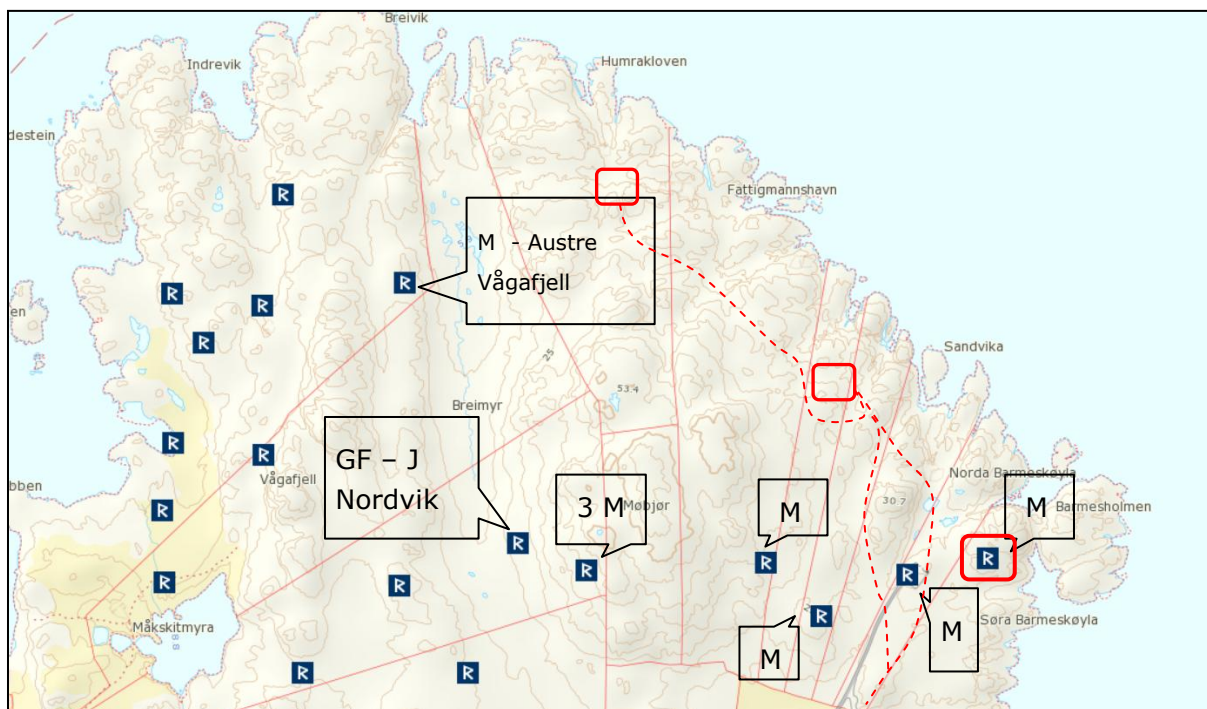 Breivik
Indrevik
Humrakloven
destein
Fattigmannshavn
M - Austre
Vågafjell
en
25
53.4
Sandvika
Breimyr
GF – J
Nordvik
Vågafjell
bben
3 M
Møbjør
M
30.7
Norda Barmeskøyla
M
Barmesholmen
Måkskitmyra
M
M
Søra Barmeskøyla